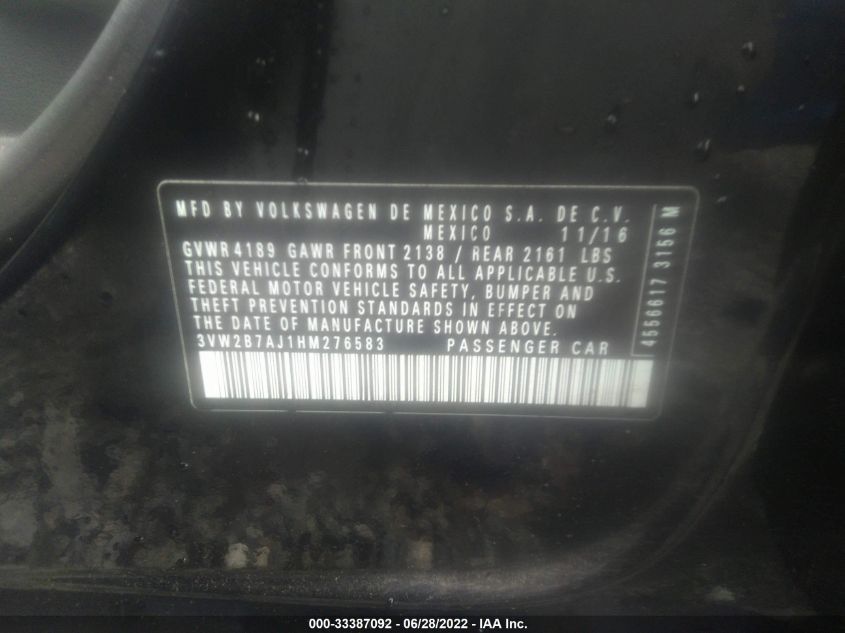 MFD BY VOLKSWAGEN DE MEXICO S.A. DE C.V.
MEXICO 11/16
GVWR 4189 GAWR FRONT 2138 / REAR 2161 LBS
THIS VEHICLE CONFORMS TO ALL APPLICABLE U.S.
FEDERAL MOTOR VEHICLE SAFETY, BUMPER AND
THEFT PREVENTION STANDARDS IN EFFECT ON
THE DATE OF MANUFACTURE SHOWN ABOVE.
3VW2B7AJ1HM276583 PASSENGER CAR
4556617 3156 M
000-33387092 / 06/28/2022 - IAA Inc.